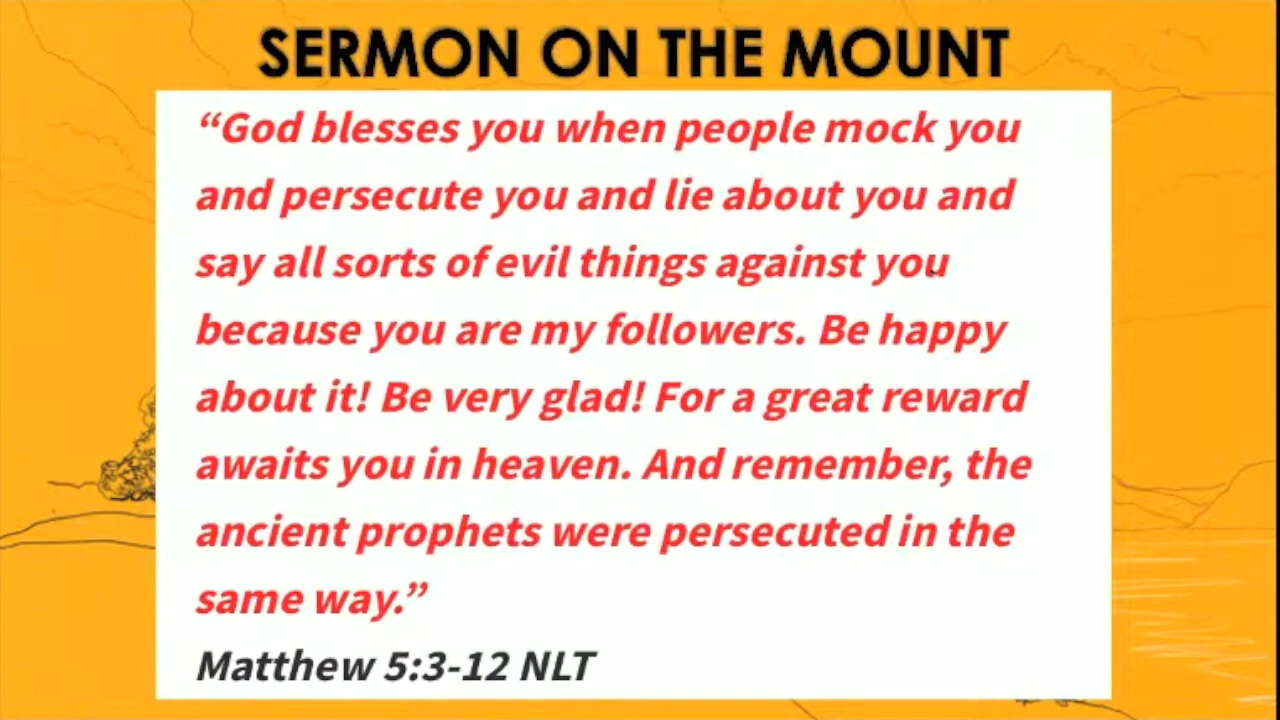 SERMON ON THE MOUNT
“God blesses you when people mock you
and persecute you and lie about you and
say all sorts of evil things against you
because you are my followers. Be happy
about it! Be very glad! For a great reward
awaits you in heaven. And remember, the
ancient prophets were persecuted in the
same way.”
Matthew 5:3-12 NLT